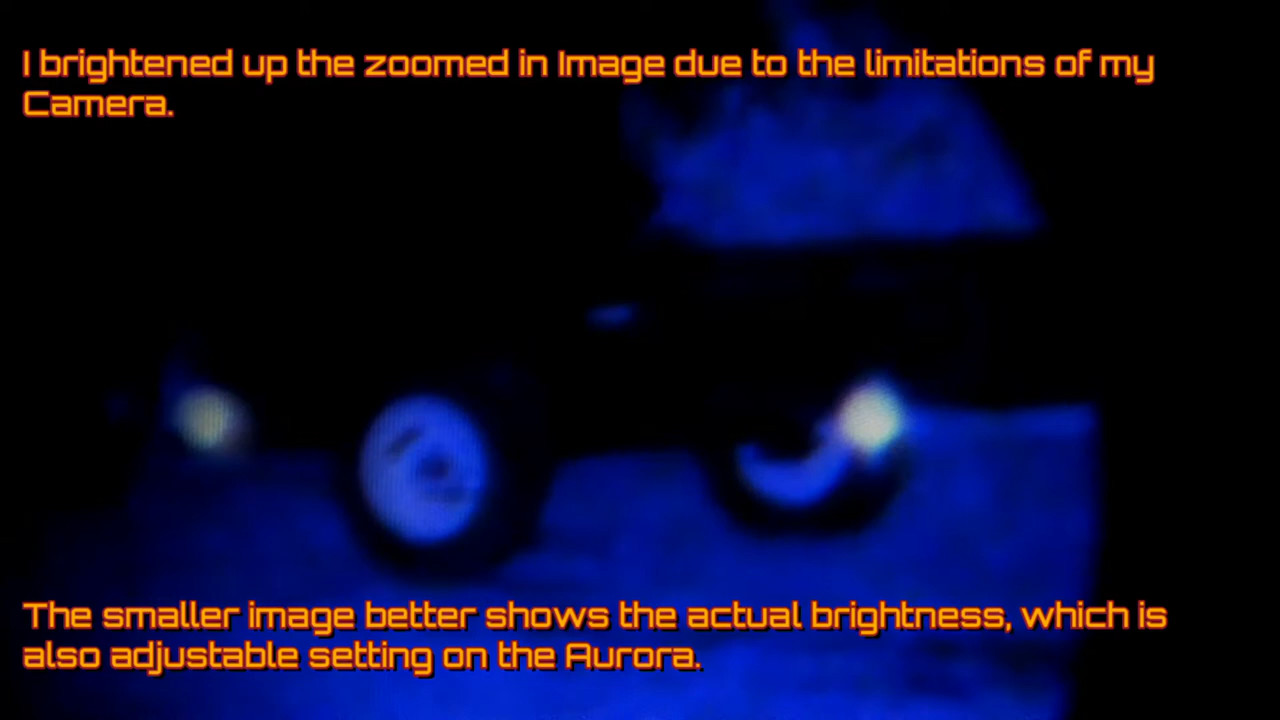 I brightened up the zoomed in Image due to the limitations of my
Camera.
The smaller image better shows the actual brightness, which is
also adjustable setting on the Aurora.